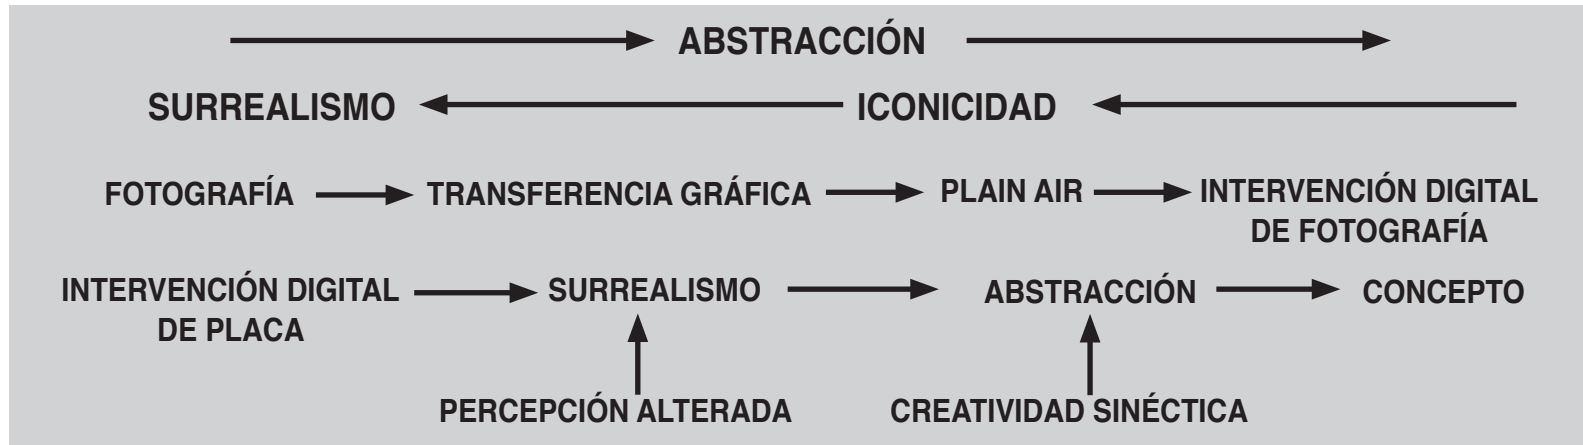 ABSTRACCIÓN
SURREALISMO ICONICIDAD
FOTOGRAFÍA TRANSFERENCIA GRÁFICA PLAIN AIR INTERVENCIÓN DIGITAL
DE FOTOGRAFÍA
INTERVENCIÓN DIGITAL SURREALISMO ABSTRACCIÓN CONCEPTO
DE PLACA
PERCEPCIÓN ALTERADA CREATIVIDAD SINÉCTICA